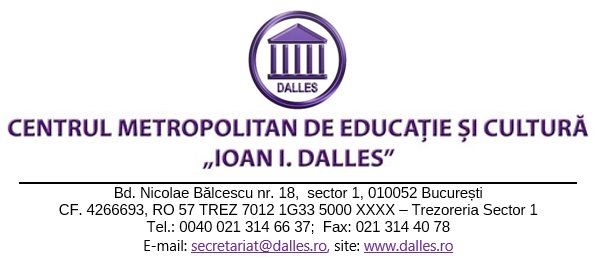 DALLES
CENTRUL METROPOLITAN DE EDUCAȚIE ȘI CULTURĂ
„IOAN I. DALLES”
Bd. Nicolae Bălcescu nr. 18,  sector 1, 010052 București
CF. 4266693, RO 57 TREZ 7012 1G33 5000 XXXX – Trezoreria Sector 1
Tel.: 0040 021 314 66 37;  Fax: 021 314 40 78
E-mail: secretariat@dalles.ro, site: www.dalles.ro